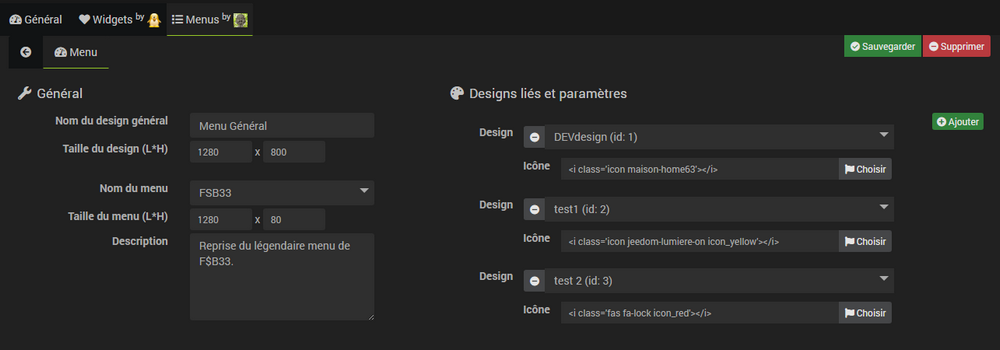 Général Widgets by Menus by
Menu Sauvegarder Supprimer
Général
Nom du design général Menu Général
Taille du design (L*H) 1280 x 800
Nom du menu FSB33
Taille du menu (L*H) 1280 x 80
Description Reprise du légendaire menu de
F$B33.
Designs liés et paramètres
Ajouter
Design DEVdesign (id: 1)
Icône <i class='icon maison-home63'></i> Choisir
Design test1 (id: 2)
Icône <i class='icon jeedom-lumiere-on icon_yellow'></i> Choisir
Design test 2 (id: 3)
Icône <i class='fas fa-lock icon_red'></i> Choisir